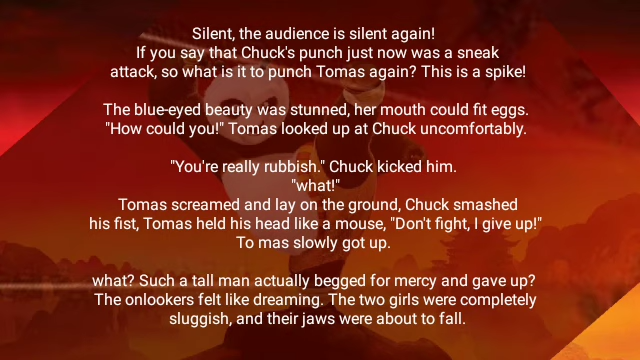 Silent, the audience is silent again!
If you say that Chuck's punch just now was a sneak
attack, so what is it to punch Tomas again? This is a spike!
The blue-eyed beauty was stunned, her mouth could fit eggs.
"How could you!" Tomas looked up at Chuck uncomfortably.
"You're really rubbish." Chuck kicked him.
"what!"
Tomas screamed and lay on the ground, Chuck smashed
his fist, Tomas held his head like a mouse, "Don't fight, I give up!"
To mas slowly got up.
what? Such a tall man actually begged for mercy and gave up?
The onlookers felt like dreaming. The two girls were completely
sluggish, and their jaws were about to fall.